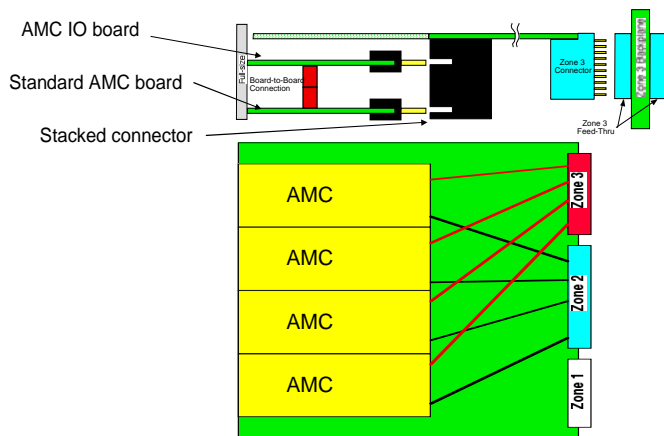 AMC IO board
Standard AMC board
Stacked connector
Full-size
Board-to-Board
Connection
Zone 3
Connector
Zone 3 Backplane
Zone 3
Feed-Thru
AMC
AMC
AMC
AMC
Zone 3
Zone 2
Zone 1